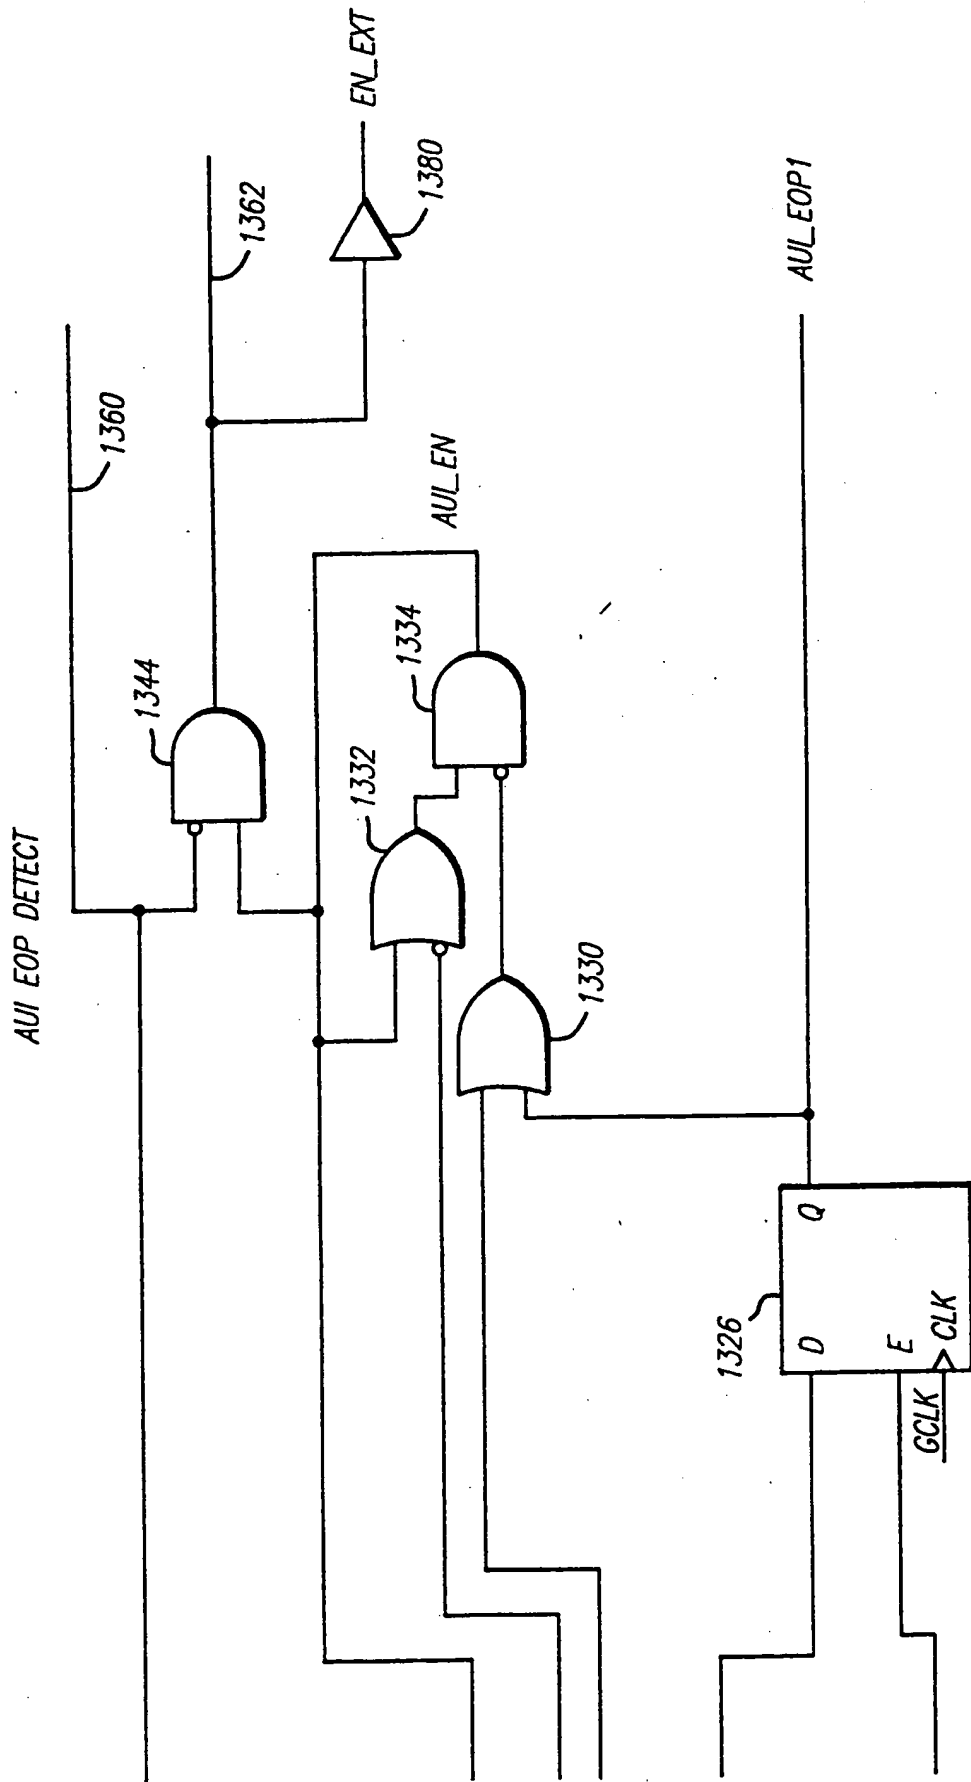 AUI EOP DETECT
1360
1362
1344
EN_EXT
1380
AUI_EN
1334
1332
1330
AUI_EOP1
1326
D
Q
E
CLK
GCLK